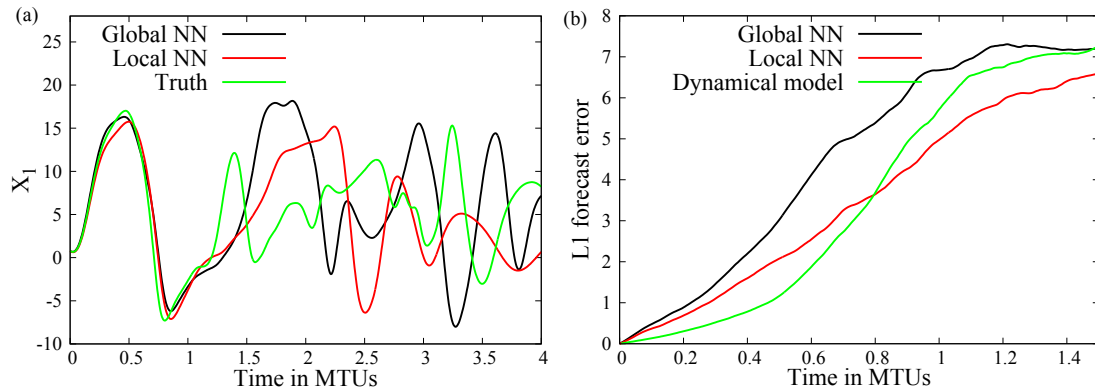 (a)
25
20
15
10
5
0
-5
-10
X1
Global NN
Local NN
Truth
0 0.5 1 1.5 2 2.5 3 3.5 4
Time in MTUs
(b)
8
7
6
5
4
3
2
1
0
L1 forecast error
Global NN
Local NN
Dynamical model
0 0.2 0.4 0.6 0.8 1 1.2 1.4
Time in MTUs